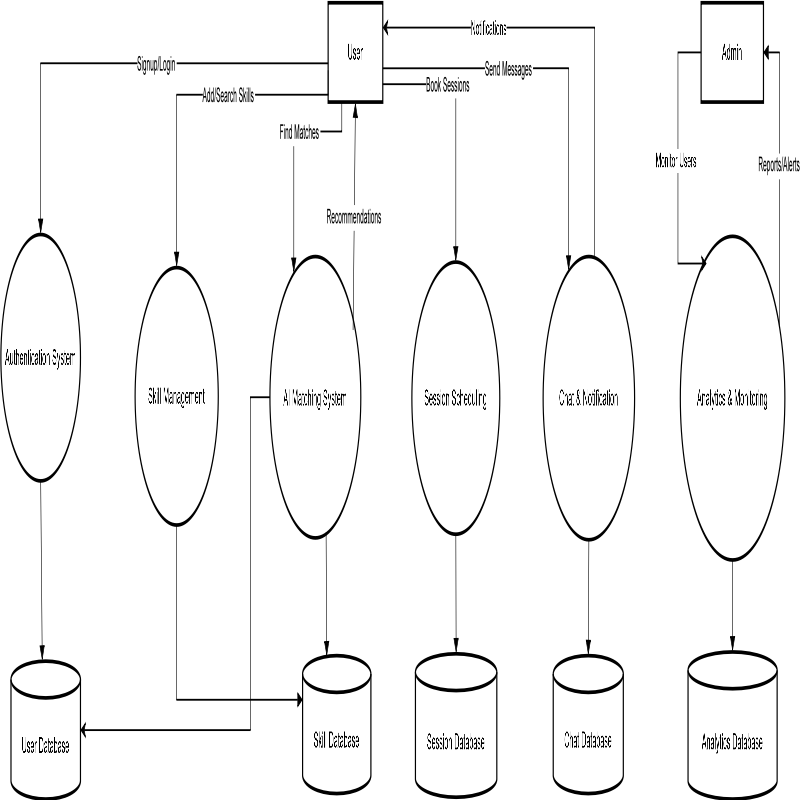 User
Notifications
Admin
Signup/Login
Send Messages
Book Sessions
Add/Search Skills
Find Matches
Monitor Users
Reports/Alerts
Recommendations
Authentication System
Skill Management
AI Matching System
Session Scheduling
Chat & Notification
Analytics & Monitoring
User Database
Skill Database
Session Database
Chat Database
Analytics Database